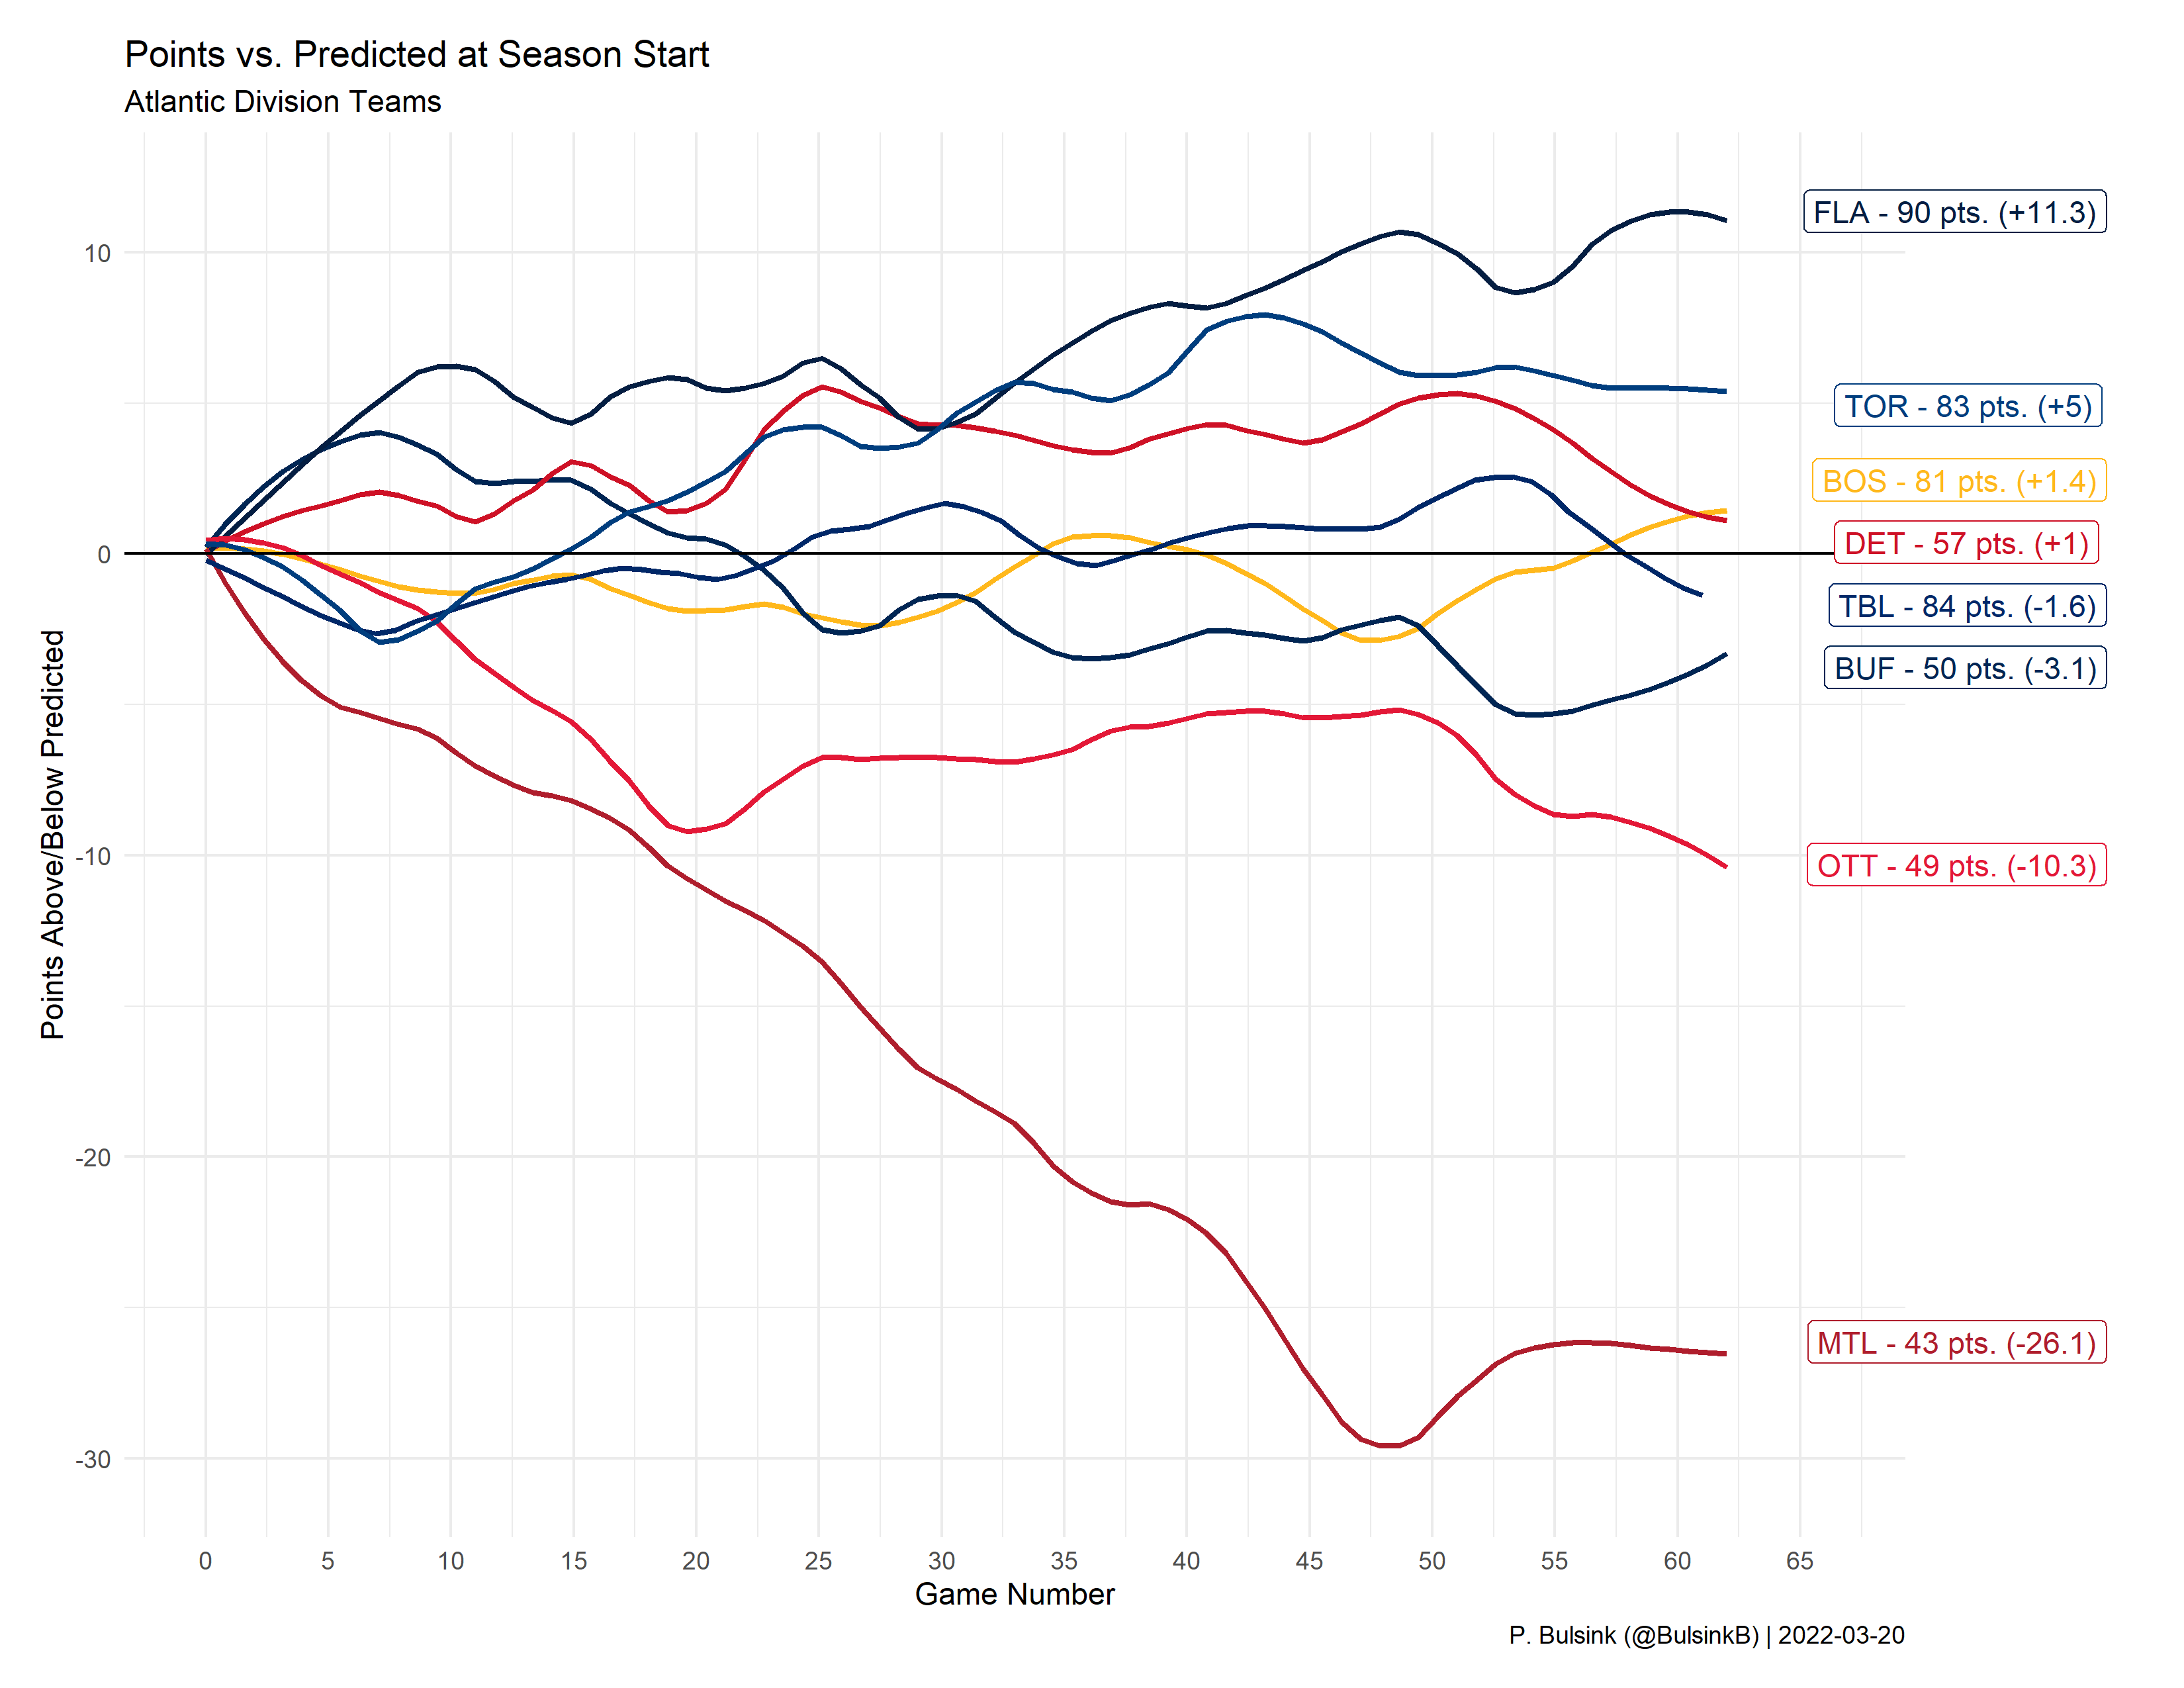 Points vs. Predicted at Season Start
Atlantic Division Teams
Points Above/Below Predicted
10
0
-10
-20
-30
FLA - 90 pts. (+11.3)
TOR - 83 pts. (+5)
BOS - 81 pts. (+1.4)
DET - 57 pts. (+1)
TBL - 84 pts. (-1.6)
BUF - 50 pts. (-3.1)
OTT - 49 pts. (-10.3)
MTL - 43 pts. (-26.1)
0 5 10 15 20 25 30 35 40 45 50 55 60 65
Game Number
P. Bulsink (@BulsinkB) | 2022-03-20